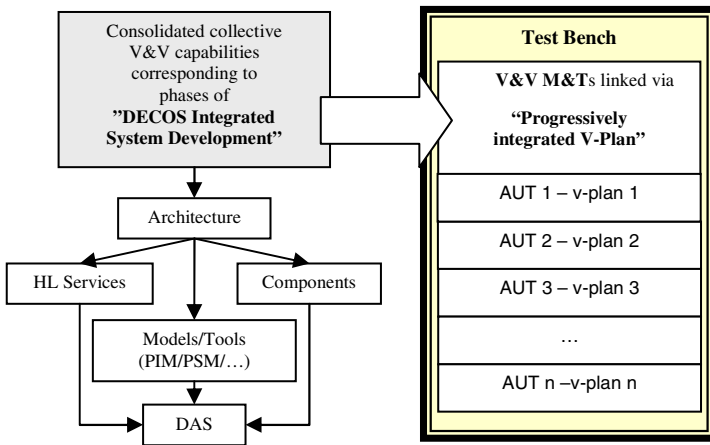 Consolidated collective
V&V capabilities
corresponding to
phases of
”DECOS Integrated
System Development”
Architecture
HL Services
Components
Models/Tools
(PIM/PSM/…)
DAS
Test Bench
V&V M&Ts linked via
“Progressively
integrated V-Plan”
AUT 1 – v-plan 1
AUT 2 – v-plan 2
AUT 3 – v-plan 3
…
AUT n –v-plan n